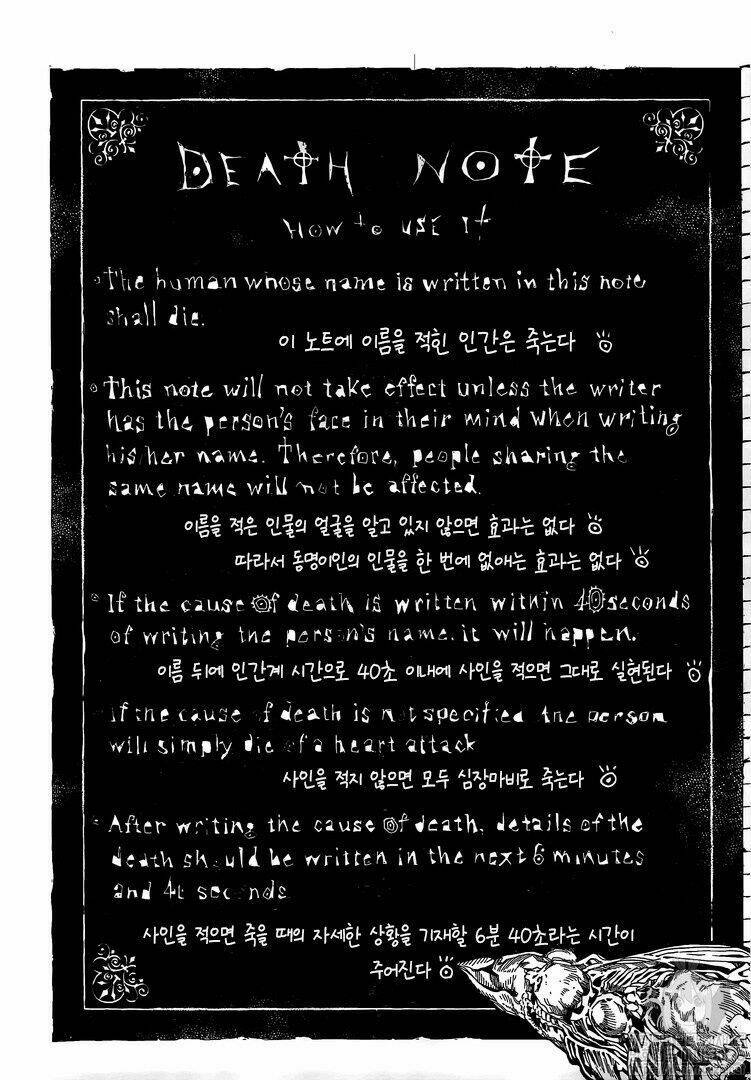 DEATH NOTE
HOW to USE It
The human whose name is written in this note
shall die.
이 노트에 이름을 적힌 인간은 죽는다
This note will not take effect unless the writer
has the person's face in their mind when writing
his her name. Therefore, people sharing the
same name will not be affected.
이름을 적은 인물의 얼굴을 알고 있지 않으면 효과는 없다
따라서 동명이인의 인물을 한 번에 없애는 효과는 없다
If the cause of death is written within 40seconds
of writing the person's name, it will happen.
이름 뒤에 인간계 시간으로 40초 이내에 사인을 적으면 그대로 실현된다
If the cause of death is not specified the person
will simply die of a heart attack
사인을 적지 않으면 모두 심장마비로 죽는다
After writing the cause of death, details of the
death should be written in the next 6 minutes
and 40 seconds
사인을 적으면 죽을 때의 자세한 상황을 기재할 6분 40초라는 시간이
주어진다